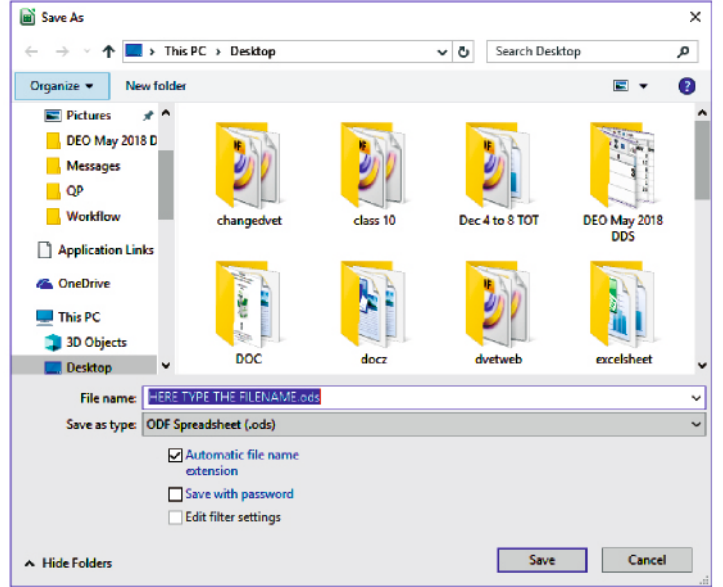 Save As
This PC › Desktop
Search Desktop
Organize
New folder
Pictures
DEO May 2018 D
Messages
QP
Workflow
Application Links
OneDrive
This PC
3D Objects
Desktop
changedvet
class 10
Dec 4 to 8 TOT
DEO May 2018
DDS
DOC
docz
dvetweb
excelsheet
File name: HERE TYPE THE FILENAME.ods
Save as type: ODF Spreadsheet (.ods)
Automatic file name
extension
Save with password
Edit filter settings
Hide Folders
Save
Cancel